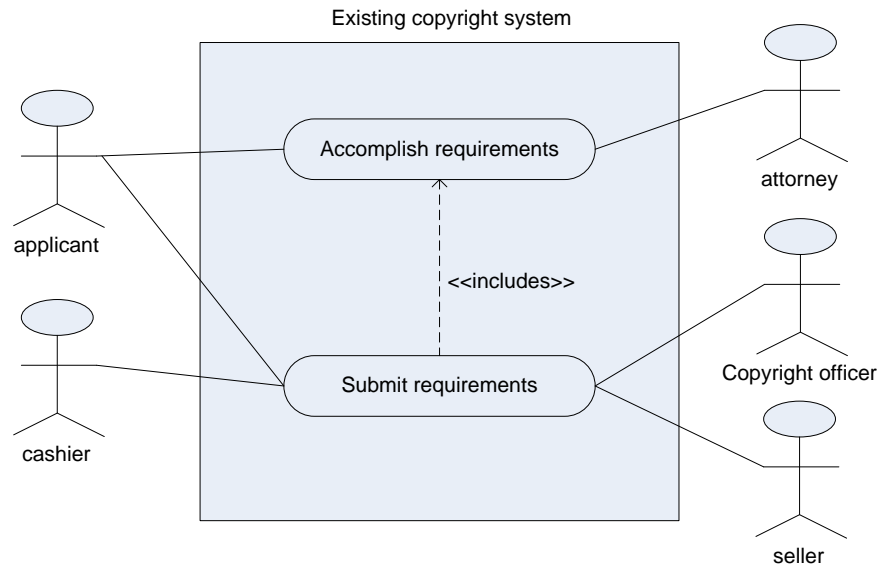 Existing copyright system
Accomplish requirements
attorney
applicant
<<includes>>
Copyright officer
Submit requirements
cashier
seller